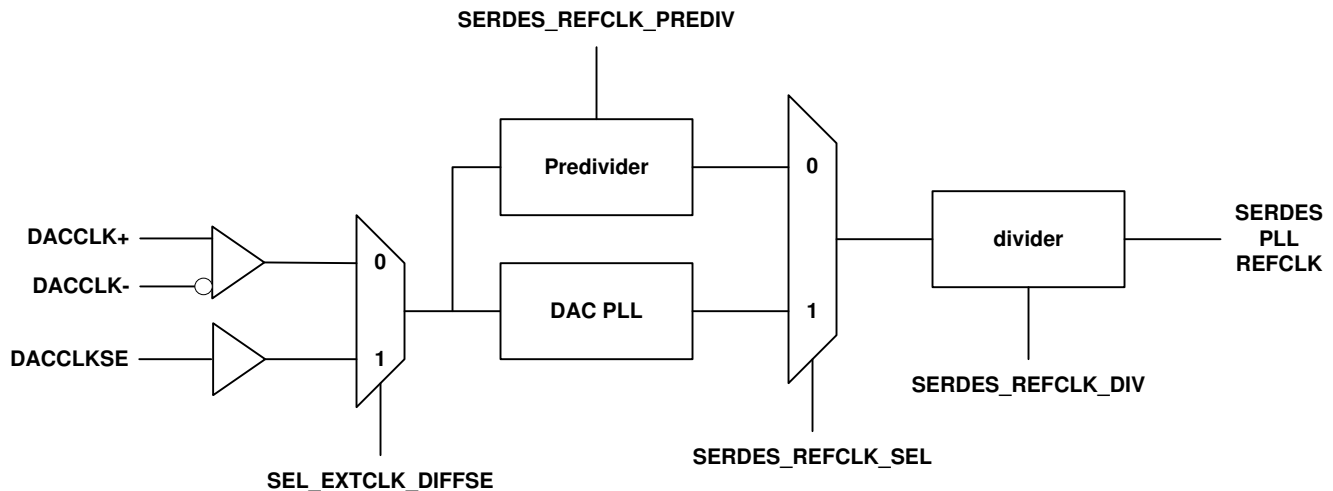 SERDES_REFCLK_PREDIV
Predivider
0
DACCLK+
DACCLK-
0
DACCLKSE
1
DAC PLL
1
divider
SERDES
PLL
REFCLK
SERDES_REFCLK_DIV
SERDES_REFCLK_SEL
SEL_EXTCLK_DIFFSE